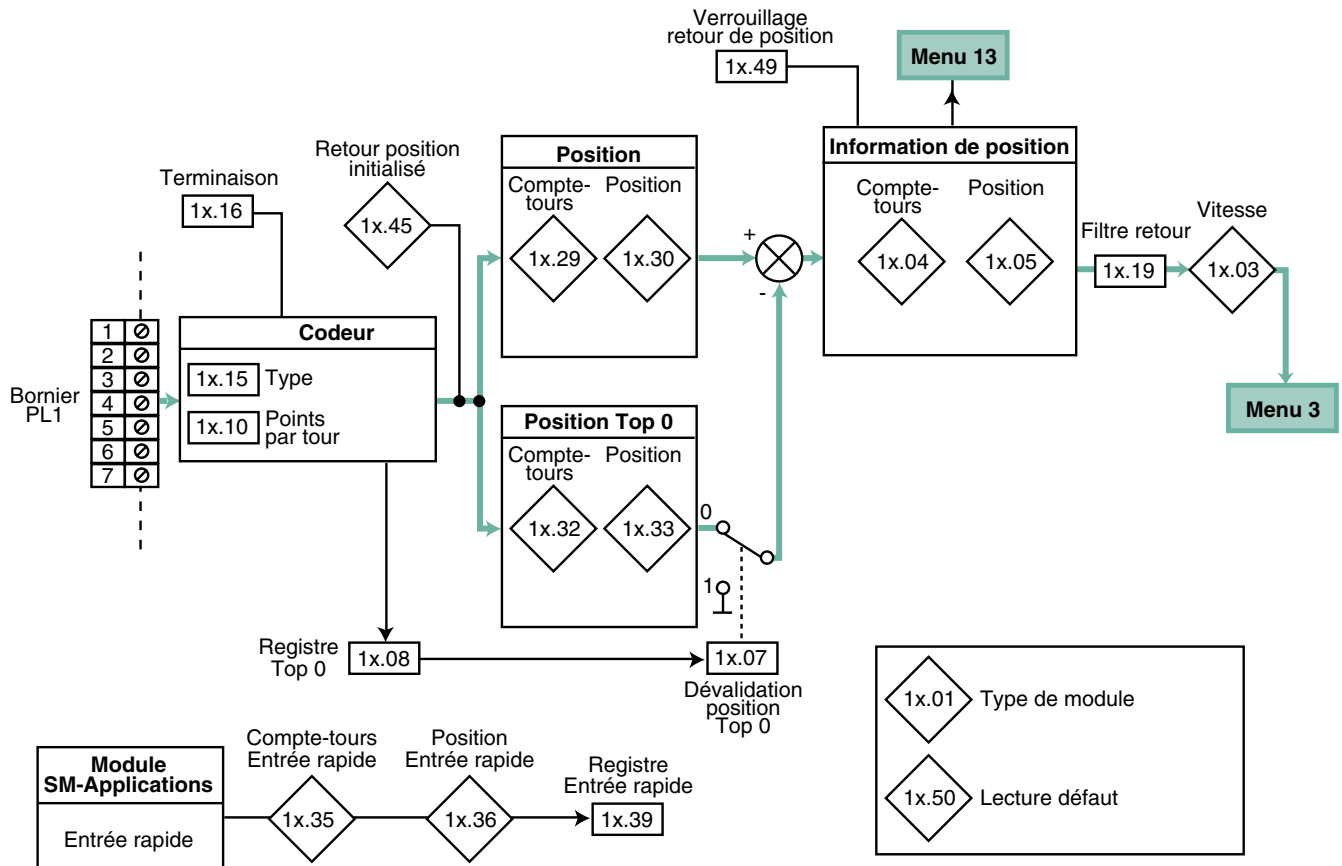 Verrouillage
retour de position
1x.49
Menu 13
Retour position
initialisé
1x.45
Terminaison
1x.16
Position
Compte-
tours
Position
1x.29
1x.30
+
-
Information de position
Compte-
tours
Position
1x.04
1x.05
Filtre retour
1x.19
Vitesse
1x.03
Menu 3
Bornier
PL1
1
2
3
4
5
6
7
Codeur
1x.15 Type
1x.10 Points
par tour
Position Top 0
Compte-
tours
Position
1x.32
1x.33
0
1
Registre
Top 0
1x.08
1x.07
Dévalidation
position
Top 0
1x.01 Type de module
1x.50 Lecture défaut
Module
SM-Applications
Entrée rapide
Compte-tours
Entrée rapide
1x.35
Position
Entrée rapide
1x.36
Registre
Entrée rapide
1x.39